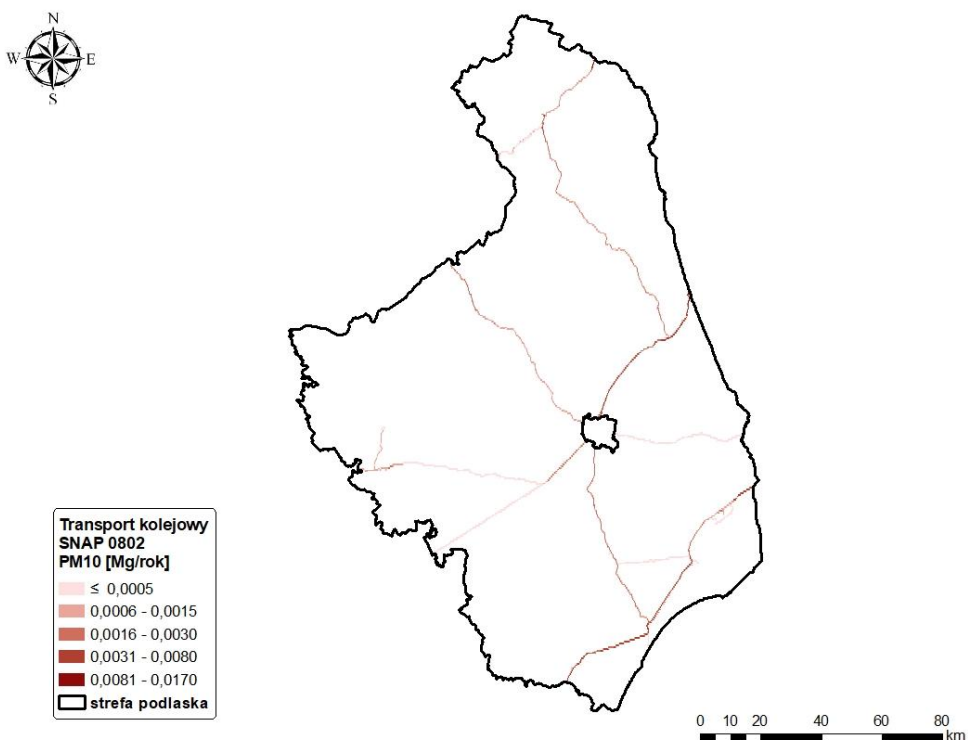 N
W E
S
Transport kolejowy
SNAP 0802
PM10 [Mg/rok]
≤ 0,0005
0,0006 - 0,0015
0,0016 - 0,0030
0,0031 - 0,0080
0,0081 - 0,0170
strefa podlaska
0 10 20 40 60 80
km